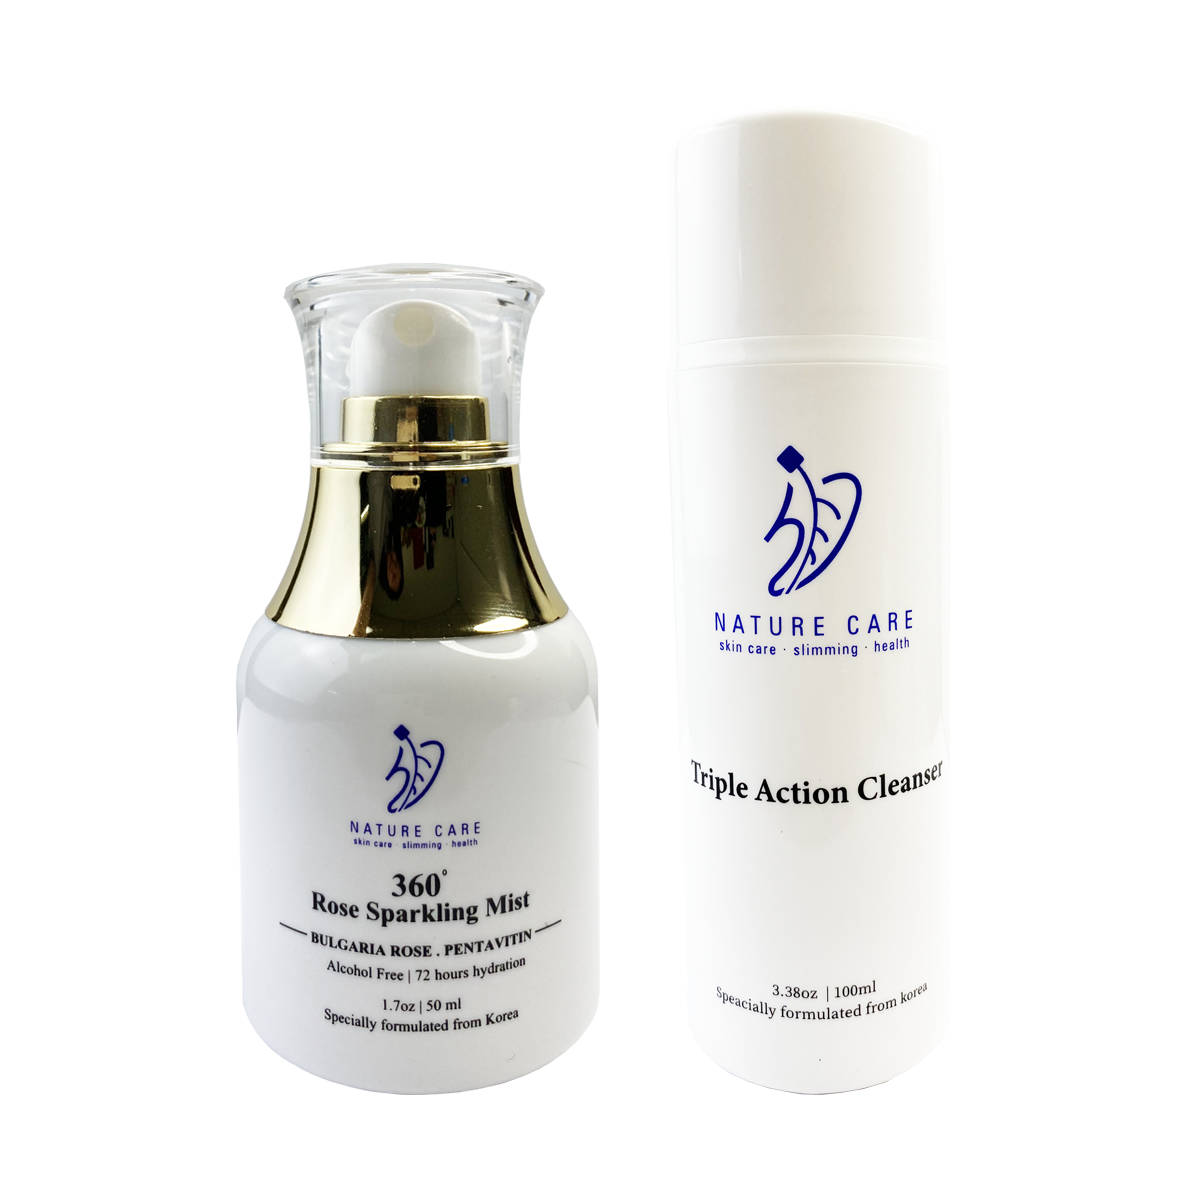 NATURE CARE
skin care · slimming · health
360°
Rose Sparkling Mist
BULGARIA ROSE . PENTAVITIN
Alcohol Free | 72 hours hydration
1.7oz | 50 ml
Specially formulated from Korea
NATURE CARE
skin care · slimming · health
Triple Action Cleanser
3.38oz | 100ml
Speacially formulated from korea